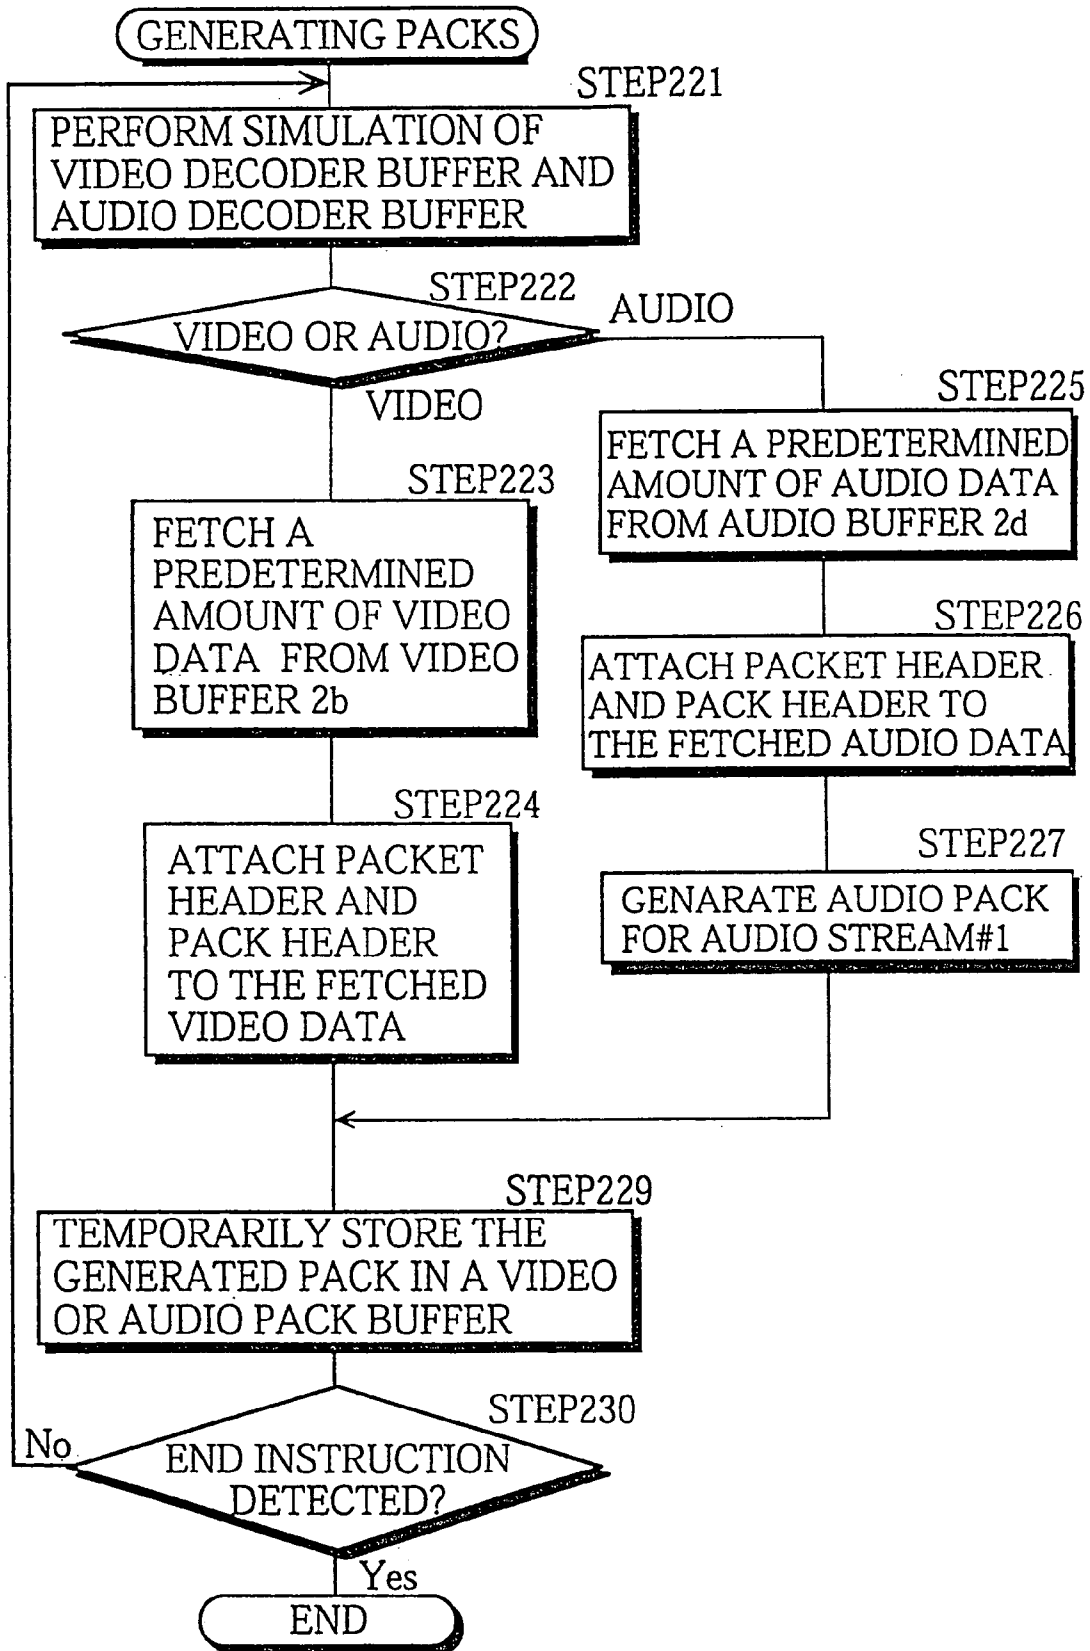 GENERATING PACKS
STEP221
PERFORM SIMULATION OF
VIDEO DECODER BUFFER AND
AUDIO DECODER BUFFER
STEP222
VIDEO OR AUDIO?
AUDIO
VIDEO
STEP223
FETCH A
PREDETERMINED
AMOUNT OF VIDEO
DATA FROM VIDEO
BUFFER 2b
STEP224
ATTACH PACKET
HEADER AND
PACK HEADER
TO THE FETCHED
VIDEO DATA
STEP225
FETCH A PREDETERMINED
AMOUNT OF AUDIO DATA
FROM AUDIO BUFFER 2d
STEP226
ATTACH PACKET HEADER
AND PACK HEADER TO
THE FETCHED AUDIO DATA
STEP227
GENARATE AUDIO PACK
FOR AUDIO STREAM#1
STEP229
TEMPORARILY STORE THE
GENERATED PACK IN A VIDEO
OR AUDIO PACK BUFFER
STEP230
No
END INSTRUCTION
DETECTED?
Yes
END